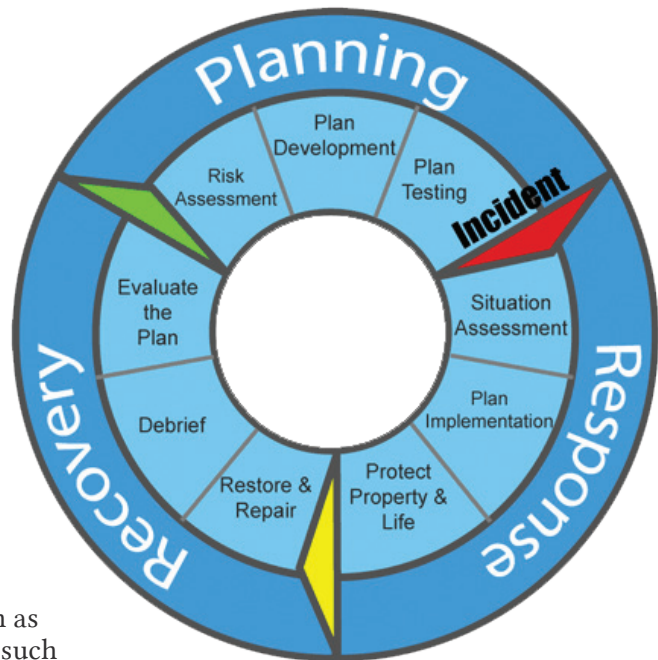 Planning
Plan
Development
Plan
Testing
Incident
Risk
Assessment
Situation
Assessment
Plan
Implementation
Response
Protect
Property &
Life
Restore &
Repair
Debrief
Recovery
Evaluate
the
Plan
as
such